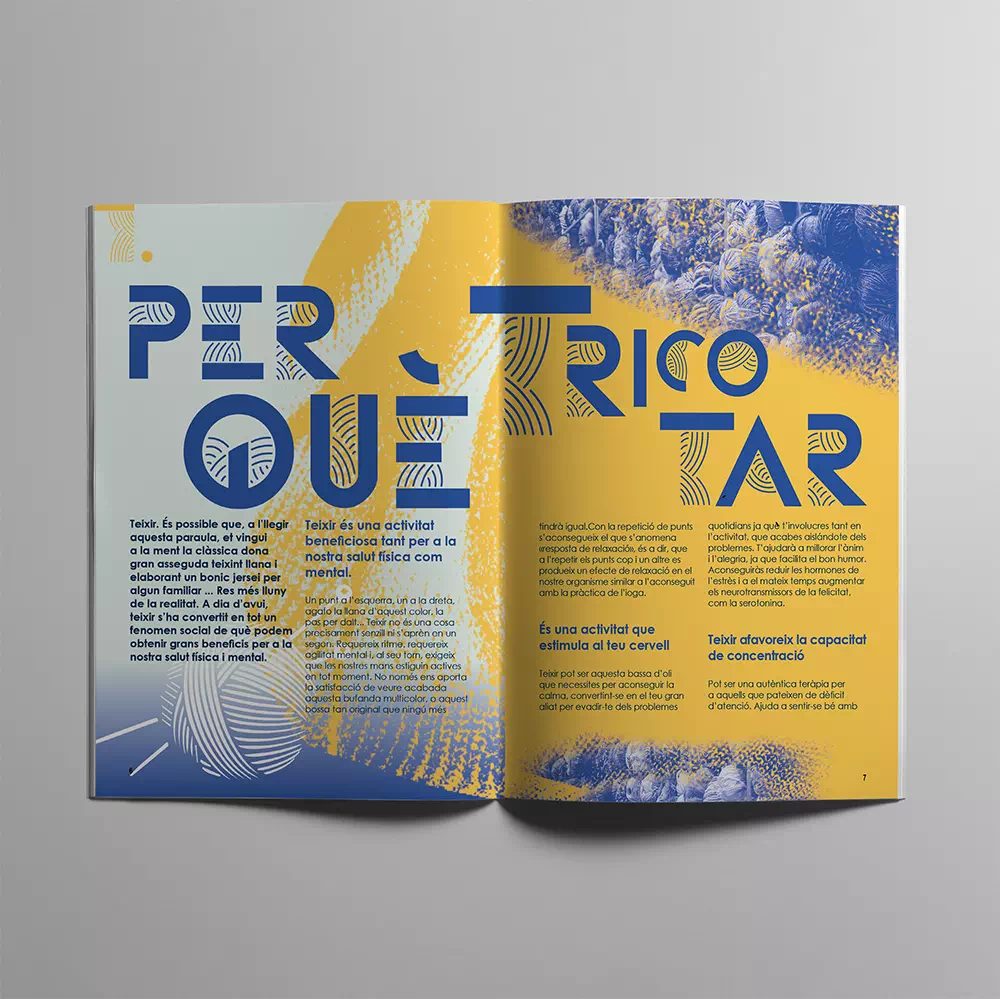 PER
QUÈ
TRICO
TAR
Teixir. És possible que, a l'llegir
aquesta paraula, et vingui
a la ment la clàssica dona
gran asseguda teixint llana i
elaborant un bonic jersei per
algun familiar ... Res més lluny
de la realitat. A dia d'avui,
teixir s'ha convertit en tot un
fenomen social de què podem
obtenir grans beneficis per a la
nostra salut física i mental.
Teixir és una activitat
beneficiosa tant per a la
nostra salut física com
mental.
Un punt a l'esquerra, un a la dreta,
agafo la llana d'aquest color, la
pas per dalt... Teixir no és una cosa
precisament senzill ni s'aprèn en un
segon. Requereix ritme, requereix
agilitat mental i, al seu torn, exigeix
que les nostres mans estiguin actives
en tot moment. No només ens aporta
la satisfacció de veure acabada
aquesta bufanda multicolor, o aquest
bossa tan original que ningú més
tindrà igual.Con la repetició de punts
s'aconsegueix el que s'anomena
«resposta de relaxació», és a dir, que
a l'repetir els punts cop i un altre es
produeix un efecte de relaxació en el
nostre organisme similar a l'aconseguit
amb la pràctica de l'ioga.
És una activitat que
estimula al teu cervell
Teixir pot ser aquesta bassa d'oli
que necessites per aconseguir la
calma, convertint-se en el teu gran
aliat per evadir-te dels problemes
quotidians ja què t'involucres tant en
l'activitat, que acabes aislándote dels
problemes. T'ajudarà a millorar l'ànim
i l'alegria, ja que facilita el bon humor.
Aconseguiràs reduir les hormones de
l'estrès i a el mateix temps augmentar
els neurotransmissors de la felicitat,
com la serotonina.
Teixir afavoreix la capacitat
de concentració
Pot ser una autèntica teràpia per
a aquells que pateixen de dèficit
d'atenció. Ajuda a sentir-se bé amb
7